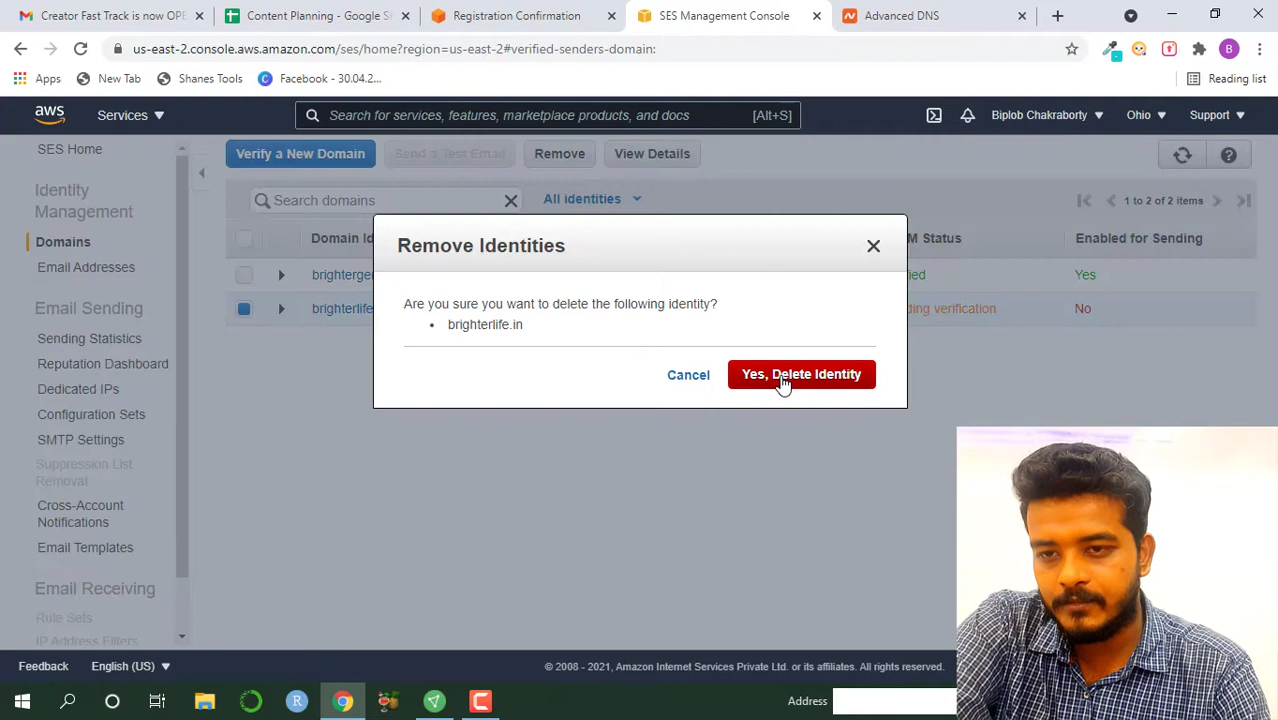 Creator Fast Track is now OPE
Content Planning - Google S
Registration Confirmation
SES Management Console
Advanced DNS
us-east-2.console.aws.amazon.com/ses/home?region=us-east-2#verified-senders-domain:
B
Apps
New Tab
Shanes Tools
Facebook - 30.04.2...
Reading list
aws
Services
Search for services, features, marketplace products, and docs
[Alt+S]
Biplob Chakraborty
Ohio
Support
SES Home
Identity
Management
Domains
Email Addresses
Email Sending
Sending Statistics
Reputation Dashboard
Dedicated IPs
Configuration Sets
SMTP Settings
Suppression List
Removal
Cross-Account
Notifications
Email Templates
Email Receiving
Rule Sets
IP Address Filters
Verify a New Domain
Send a Test Email
Remove
View Details
Search domains
All identities
1 to 2 of 2 items
Domain Id
M Status
Enabled for Sending
brighterge
ied
Yes
brighterlife
ding verification
No
Remove Identities
Are you sure you want to delete the following identity?
• brighterlife.in
Cancel
Yes, Delete Identity
Feedback
English (US)
© 2008 - 2021, Amazon Internet Services Private Ltd. or its affiliates. All rights reserved.
Address